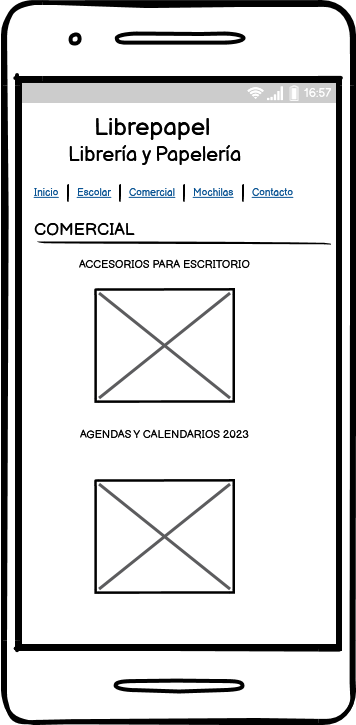 16:57
Librepapel
Librería y Papelería
Inicio | Escolar | Comercial | Mochilas | Contacto
COMERCIAL
ACCESORIOS PARA ESCRITORIO
AGENDAS Y CALENDARIOS 2023